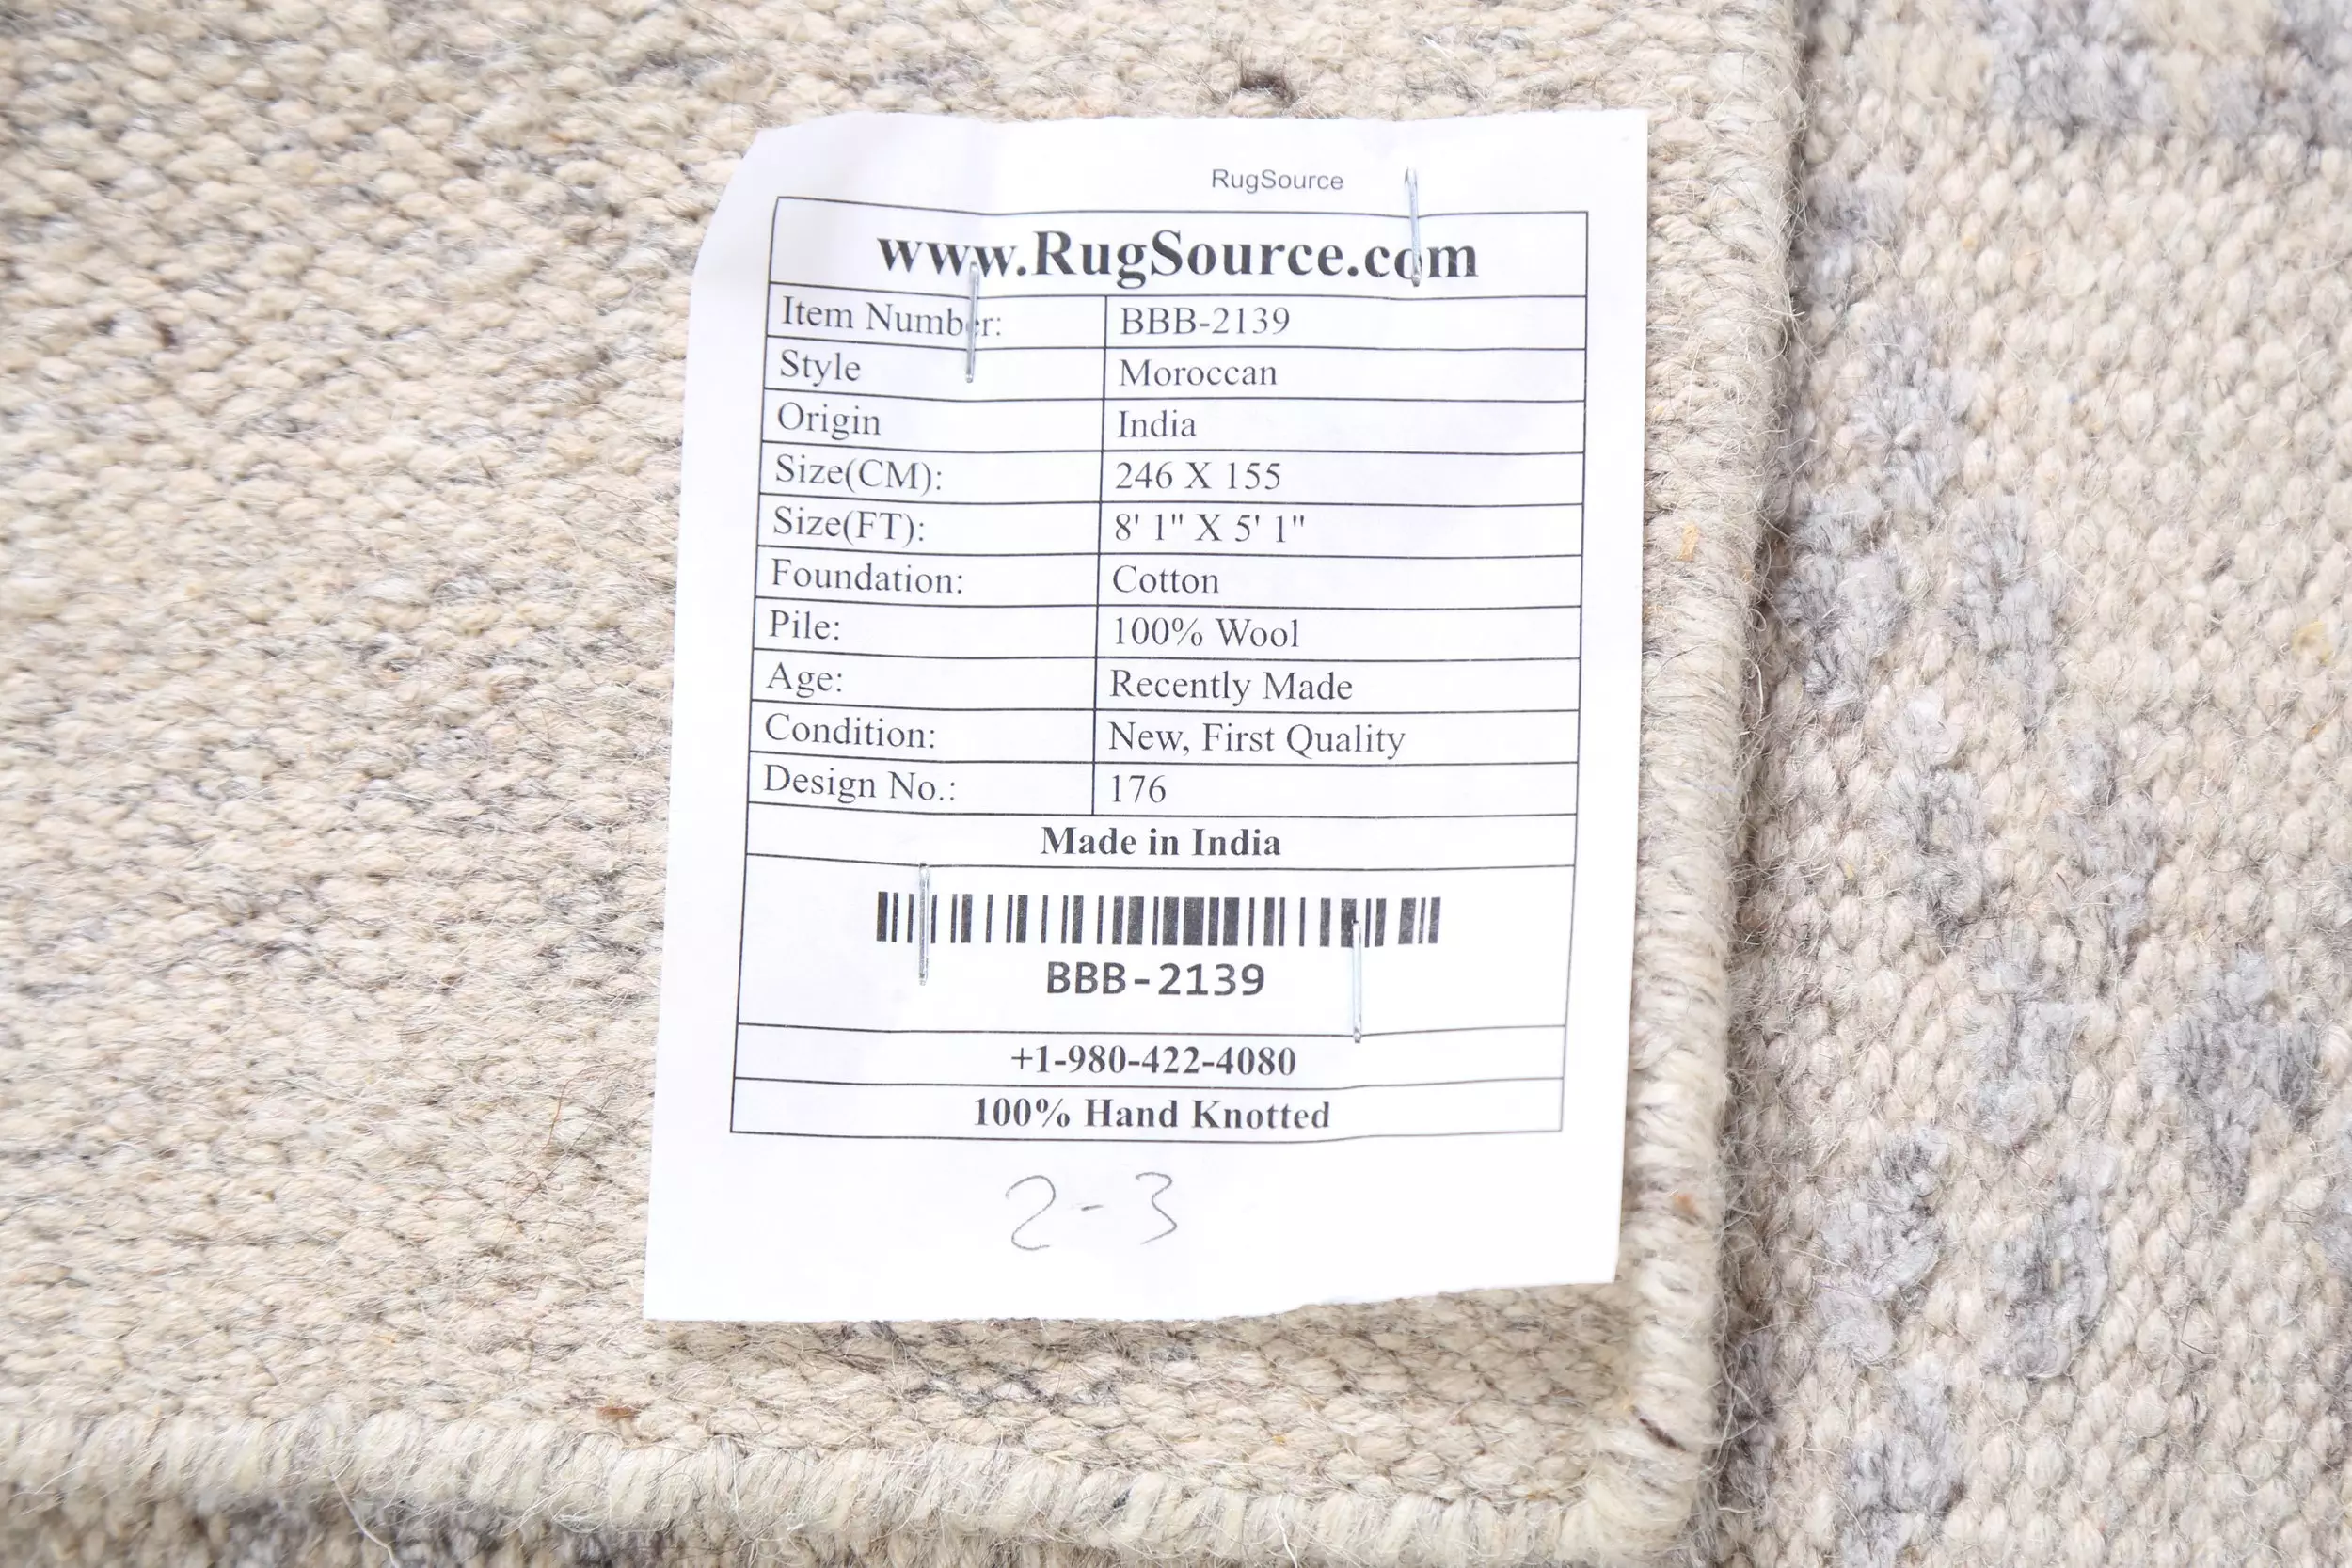 RugSource
www.RugSource.com
Item Number: BBB-2139
Style Moroccan
Origin India
Size(CM): 246 X 155
Size(FT): 8' 1" X 5' 1"
Foundation: Cotton
Pile: 100% Wool
Age: Recently Made
Condition: New, First Quality
Design No.: 176
Made in India
BBB-2139
+1-980-422-4080
100% Hand Knotted
2-3